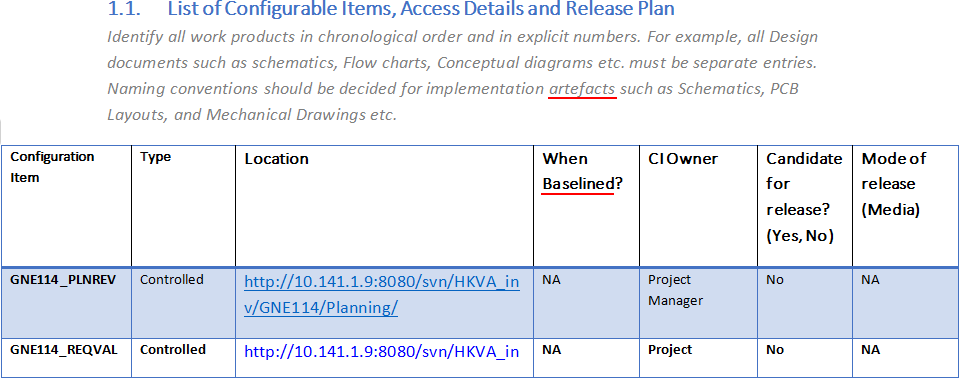 1.1. List of Configurable Items, Access Details and Release Plan
Identify all work products in chronological order and in explicit numbers. For example, all Design
documents such as schematics, Flow charts, Conceptual diagrams etc. must be separate entries.
Naming conventions should be decided for implementation artefacts such as Schematics, PCB
Layouts, and Mechanical Drawings etc.
Configuration Item
Type
Location
When Baselined?
CI Owner
Candidate for release? (Yes, No)
Mode of release (Media)
GNE114_PLNREV
Controlled
http://10.141.1.9:8080/svn/HKVA_in
v/GNE114/Planning/
NA
Project
Manager
No
NA
GNE114_REQVAL
Controlled
http://10.141.1.9:8080/svn/HKVA_in
NA
Project
No
NA